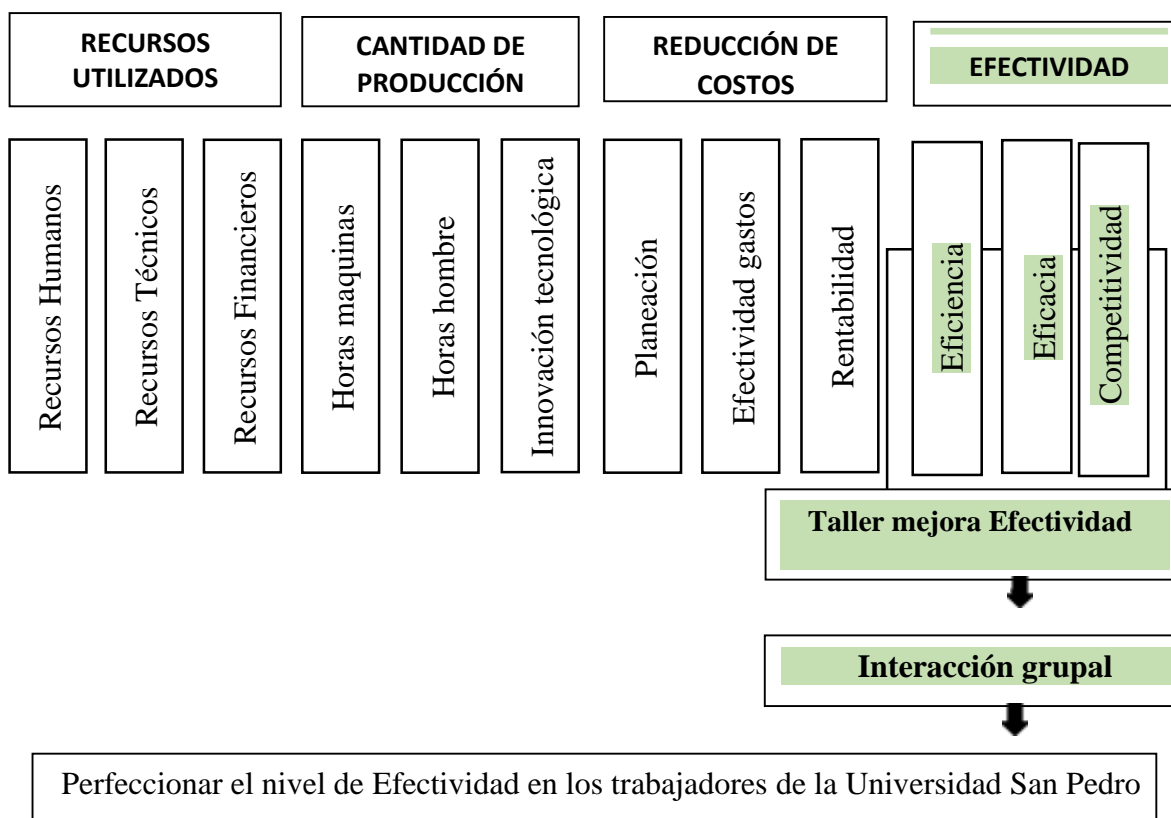 RECURSOS
UTILIZADOS
CANTIDAD DE
PRODUCCIÓN
REDUCCIÓN DE
COSTOS
EFECTIVIDAD
Recursos Humanos
Recursos Técnicos
Recursos Financieros
Horas maquinas
Horas hombre
Innovación tecnológica
Planeación
Efectividad gastos
Rentabilidad
Eficiencia
Eficacia
Competitividad
Taller mejora Efectividad
Interacción grupal
Perfeccionar el nivel de Efectividad en los trabajadores de la Universidad San Pedro